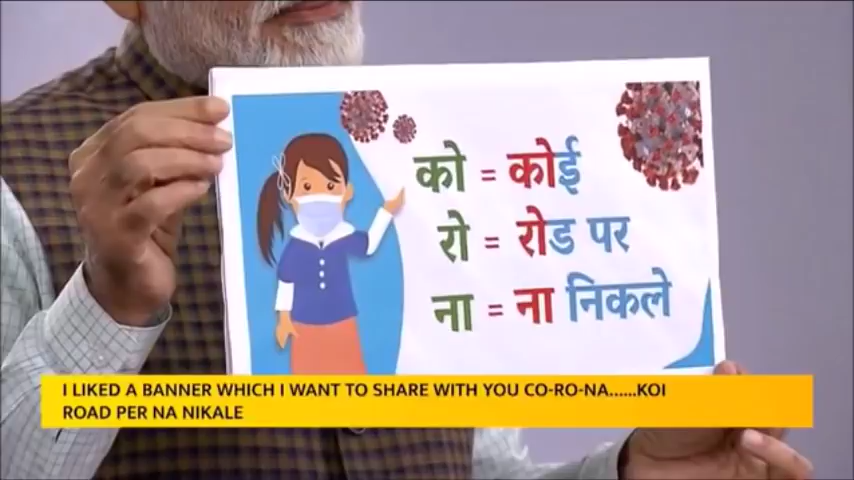 को = कोई
रो = रोड पर
ना = ना निकले
I LIKED A BANNER WHICH I WANT TO SHARE WITH YOU CO-RO-NA......KOI
ROAD PER NA NIKALE